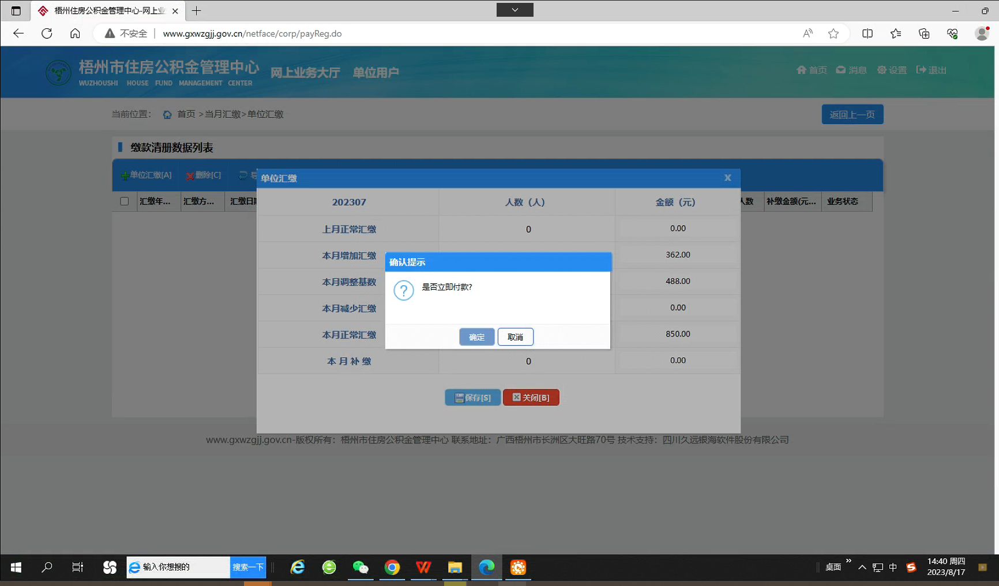 梧州住房公积金管理中心-网上业
不安全
www.gxwzgjj.gov.cn/netface/corp/payReg.do
梧州市住房公积金管理中心
WUZHOUSHI HOUSE FUND MANAGEMENT CENTER
网上业务大厅 单位用户
首页 消息 设置 退出
当前位置： 首页 >当月汇缴>单位汇缴
返回上一页
缴款清册数据列表
单位汇缴[A] 删除[C] 导
汇缴年... 汇缴方... 汇缴日期 人数 补缴金额(元... 业务状态
单位汇缴 X
202307 人数（人） 金额（元）
上月正常汇缴 0 0.00
本月增加汇缴 362.00
本月调整基数 488.00
本月减少汇缴 0.00
本月正常汇缴 850.00
本 月 补 缴 0 0.00
确认提示
是否立即付款?
确定 取消
保存[S] 关闭[B]
www.gxwzgjj.gov.cn-版权所有：梧州市住房公积金管理中心 联系地址：广西梧州市长洲区大旺路70号 技术支持：四川久远银海软件股份有限公司
输入你想搜的 搜索一下
桌面
中
14:40 周四
2023/8/17